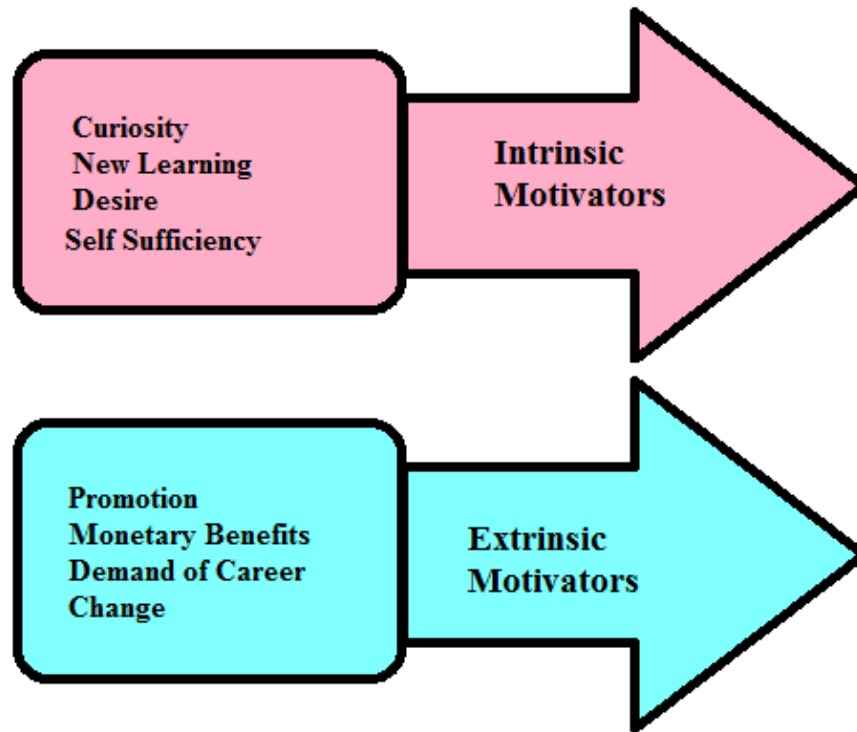 Curiosity
New Learning
Desire
Self Sufficiency
Intrinsic
Motivators
Promotion
Monetary Benefits
Demand of Career
Change
Extrinsic
Motivators